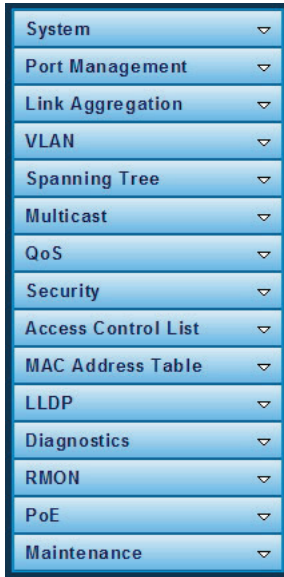 System
Port Management
Link Aggregation
VLAN
Spanning Tree
Multicast
QoS
Security
Access Control List
MAC Address Table
LLDP
Diagnostics
RMON
PoE
Maintenance